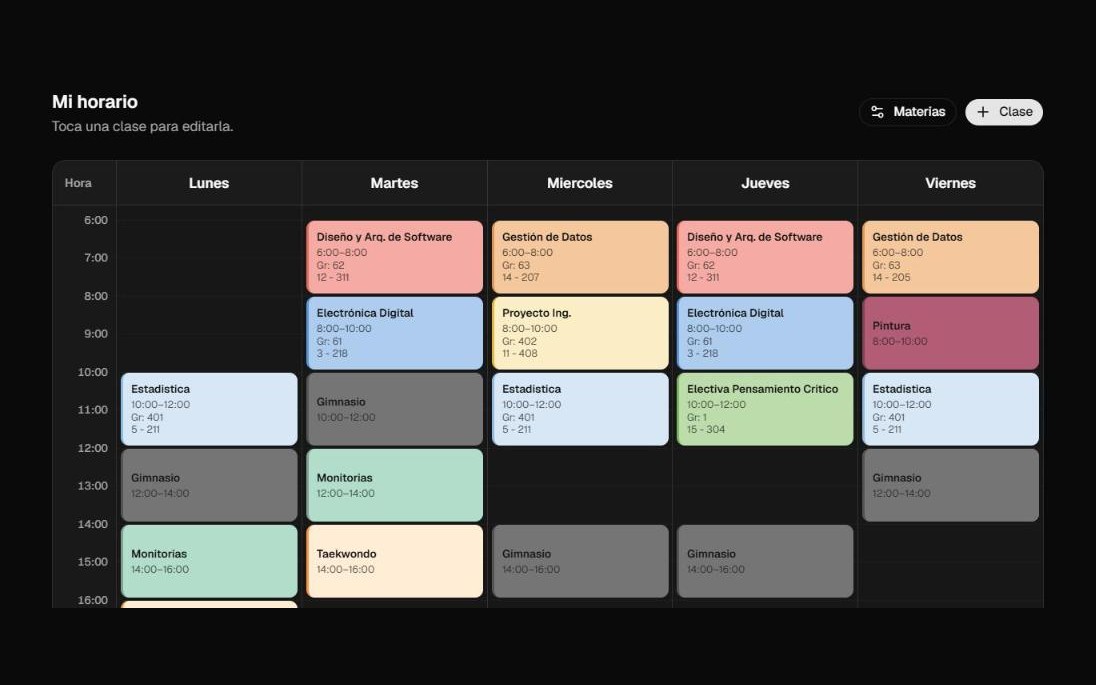 Mi horario
Toca una clase para editarla.
Materias
+ Clase
Hora
Lunes
Martes
Miercoles
Jueves
Viernes
6:00
7:00
8:00
9:00
10:00
11:00
12:00
13:00
14:00
15:00
16:00
Estadistica
10:00–12:00
Gr: 401
5 - 211
Gimnasio
12:00–14:00
Monitorias
14:00–16:00
Diseño y Arq. de Software
6:00–8:00
Gr: 62
12 - 311
Electrónica Digital
8:00–10:00
Gr: 61
3 - 218
Gimnasio
10:00–12:00
Monitorias
12:00–14:00
Taekwondo
14:00–16:00
Gestión de Datos
6:00–8:00
Gr: 63
14 - 207
Proyecto Ing.
8:00–10:00
Gr: 402
11 - 408
Estadistica
10:00–12:00
Gr: 401
5 - 211
Gimnasio
14:00–16:00
Diseño y Arq. de Software
6:00–8:00
Gr: 62
12 - 311
Electrónica Digital
8:00–10:00
Gr: 61
3 - 218
Electiva Pensamiento Critico
10:00–12:00
Gr: 1
15 - 304
Gimnasio
14:00–16:00
Gestión de Datos
6:00–8:00
Gr: 63
14 - 205
Pintura
8:00–10:00
Estadistica
10:00–12:00
Gr: 401
5 - 211
Gimnasio
12:00–14:00